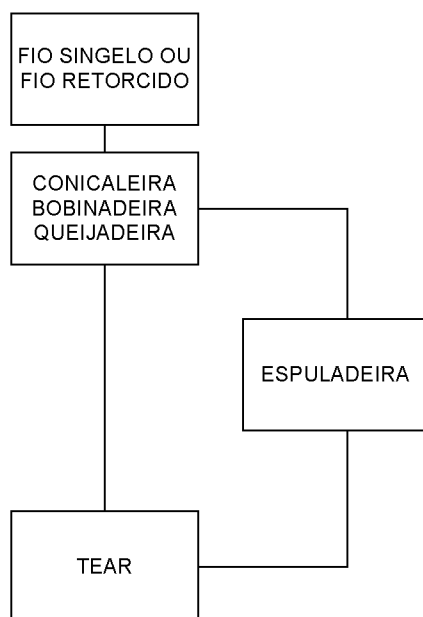 FIO SINGELO OU
FIO RETORCIDO
CONICALEIRA
BOBINADEIRA
QUEIJADEIRA
ESPULADEIRA
TEAR